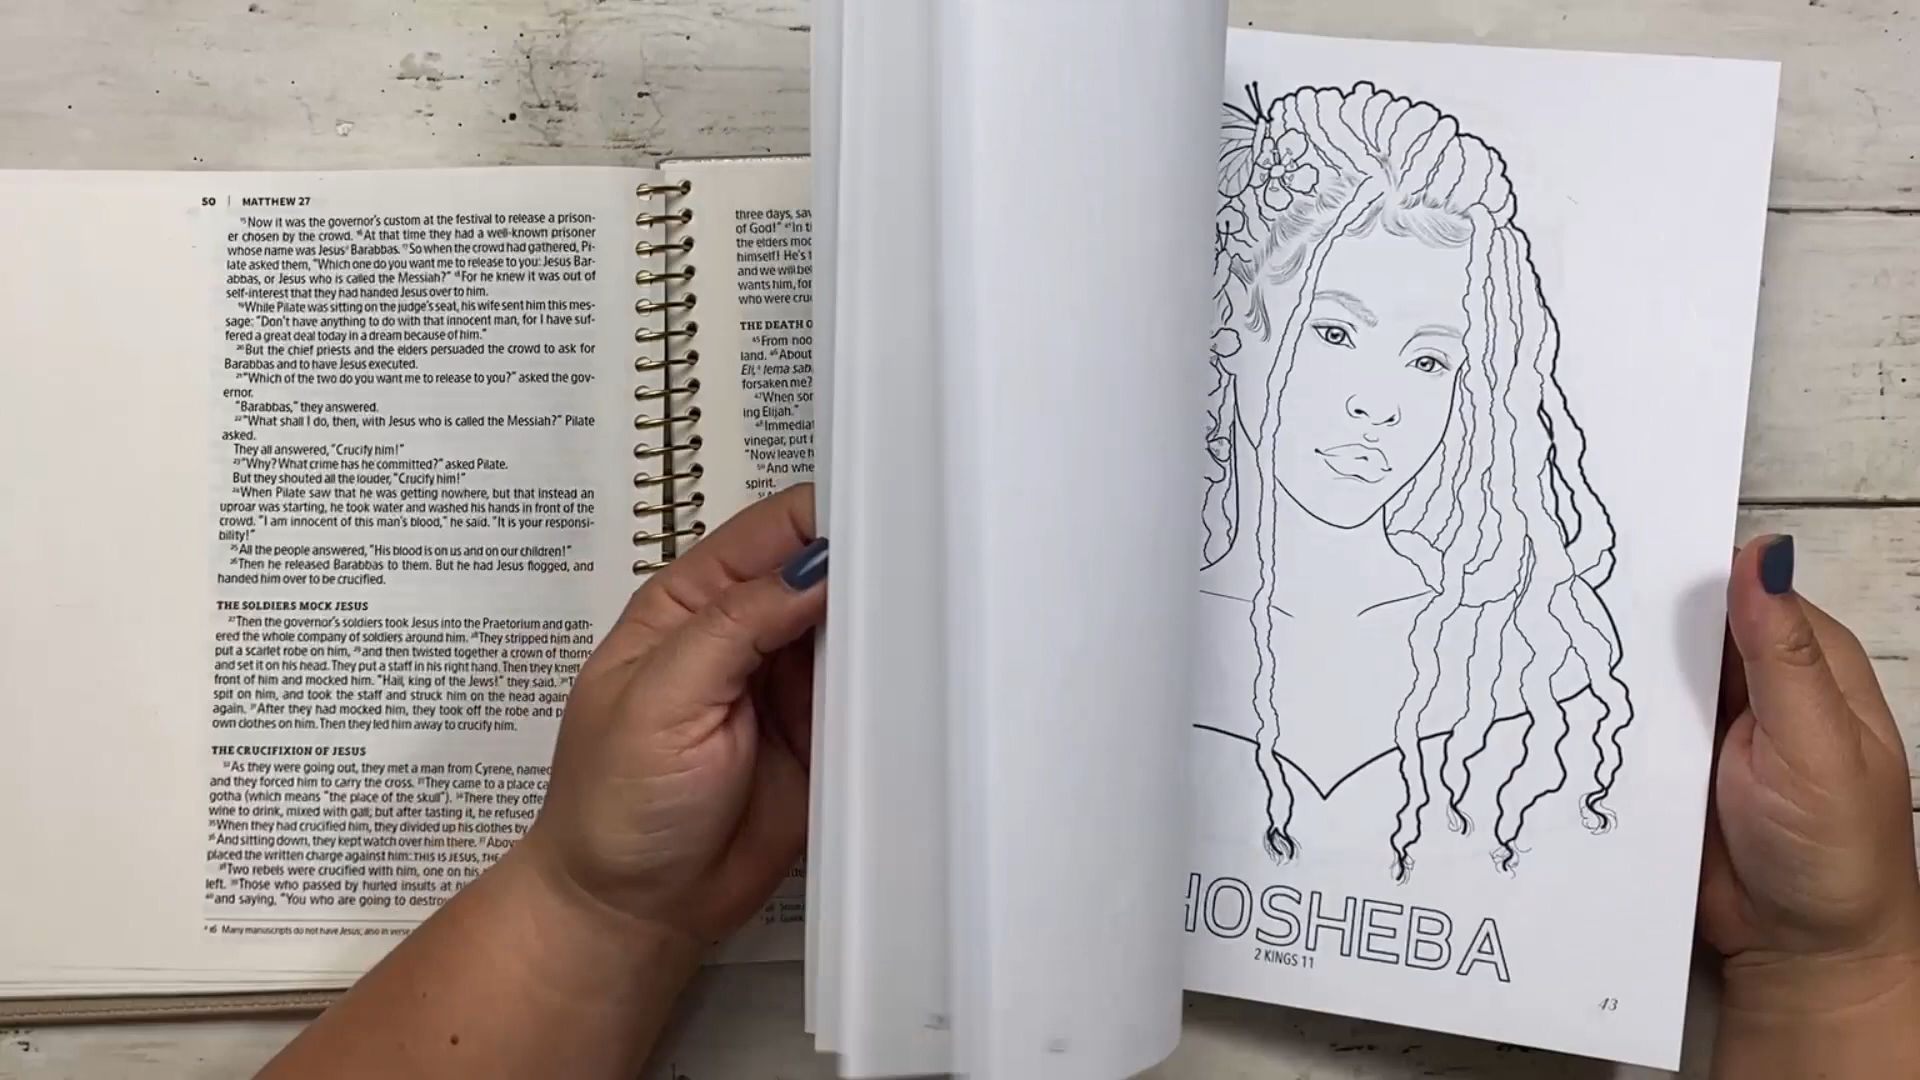 50 | MATTHEW 27
¹⁵Now it was the governor's custom at the festival to release a prison-
er chosen by the crowd. ¹⁶At that time they had a well-known prisoner
whose name was Jesus Barabbas. ¹⁷So when the crowd had gathered, Pi-
late asked them, "Which one do you want me to release to you: Jesus Bar-
abbas, or Jesus who is called the Messiah?" ¹⁸For he knew it was out of
self-interest that they had handed Jesus over to him.
¹⁹While Pilate was sitting on the judge's seat, his wife sent him this mes-
sage: "Don't have anything to do with that innocent man, for I have suf-
fered a great deal today in a dream because of him."
²⁰But the chief priests and the elders persuaded the crowd to ask for
Barabbas and to have Jesus executed.
²¹"Which of the two do you want me to release to you?" asked the gov-
ernor.
"Barabbas," they answered.
²²"What shall I do, then, with Jesus who is called the Messiah?" Pilate
asked.
They all answered, "Crucify him!"
²³"Why? What crime has he committed?" asked Pilate.
But they shouted all the louder, "Crucify him!"
²⁴When Pilate saw that he was getting nowhere, but that instead an
uproar was starting, he took water and washed his hands in front of the
crowd. "I am innocent of this man's blood," he said. "It is your responsi-
bility!"
²⁵All the people answered, "His blood is on us and on our children!"
²⁶Then he released Barabbas to them. But he had Jesus flogged, and
handed him over to be crucified.
THE SOLDIERS MOCK JESUS
²⁷Then the governor's soldiers took Jesus into the Praetorium and gath-
ered the whole company of soldiers around him. ²⁸They stripped him and
put a scarlet robe on him, ²⁹and then twisted together a crown of thorns
and set it on his head. They put a staff in his right hand. Then they knelt
front of him and mocked him. "Hail, king of the Jews!" they said. ³⁰T
spit on him, and took the staff and struck him on the head again
again. ³¹After they had mocked him, they took off the robe and p
own clothes on him. Then they led him away to crucify him.
THE CRUCIFIXION OF JESUS
³²As they were going out, they met a man from Cyrene, named
and they forced him to carry the cross. ³³They came to a place ca
gotha (which means "the place of the skull"). ³⁴There they offe
wine to drink, mixed with gall; but after tasting it, he refused
³⁵When they had crucified him, they divided up his clothes by
³⁶And sitting down, they kept watch over him there. ³⁷Abov
placed the written charge against him: THIS IS JESUS, THE
³⁸Two rebels were crucified with him, one on his
left. ³⁹Those who passed by hurled insults at
⁴⁰and saying, "You who are going to destroy
16 Many manuscripts do not have Jesus; also in verse
three days, sav
of God!" ⁴¹In t
the elders moc
himself! He's t
and we will be
wants him, for
who were cruc
THE DEATH O
⁴⁵From noo
land. ⁴⁶About
Eli, lema sab
forsaken me?
⁴⁷When sor
ing Elijah."
⁴⁸Immediat
vinegar, put i
"Now leave h
⁵⁰And whe
spirit.
HOSHEBA
2 KINGS 11
43